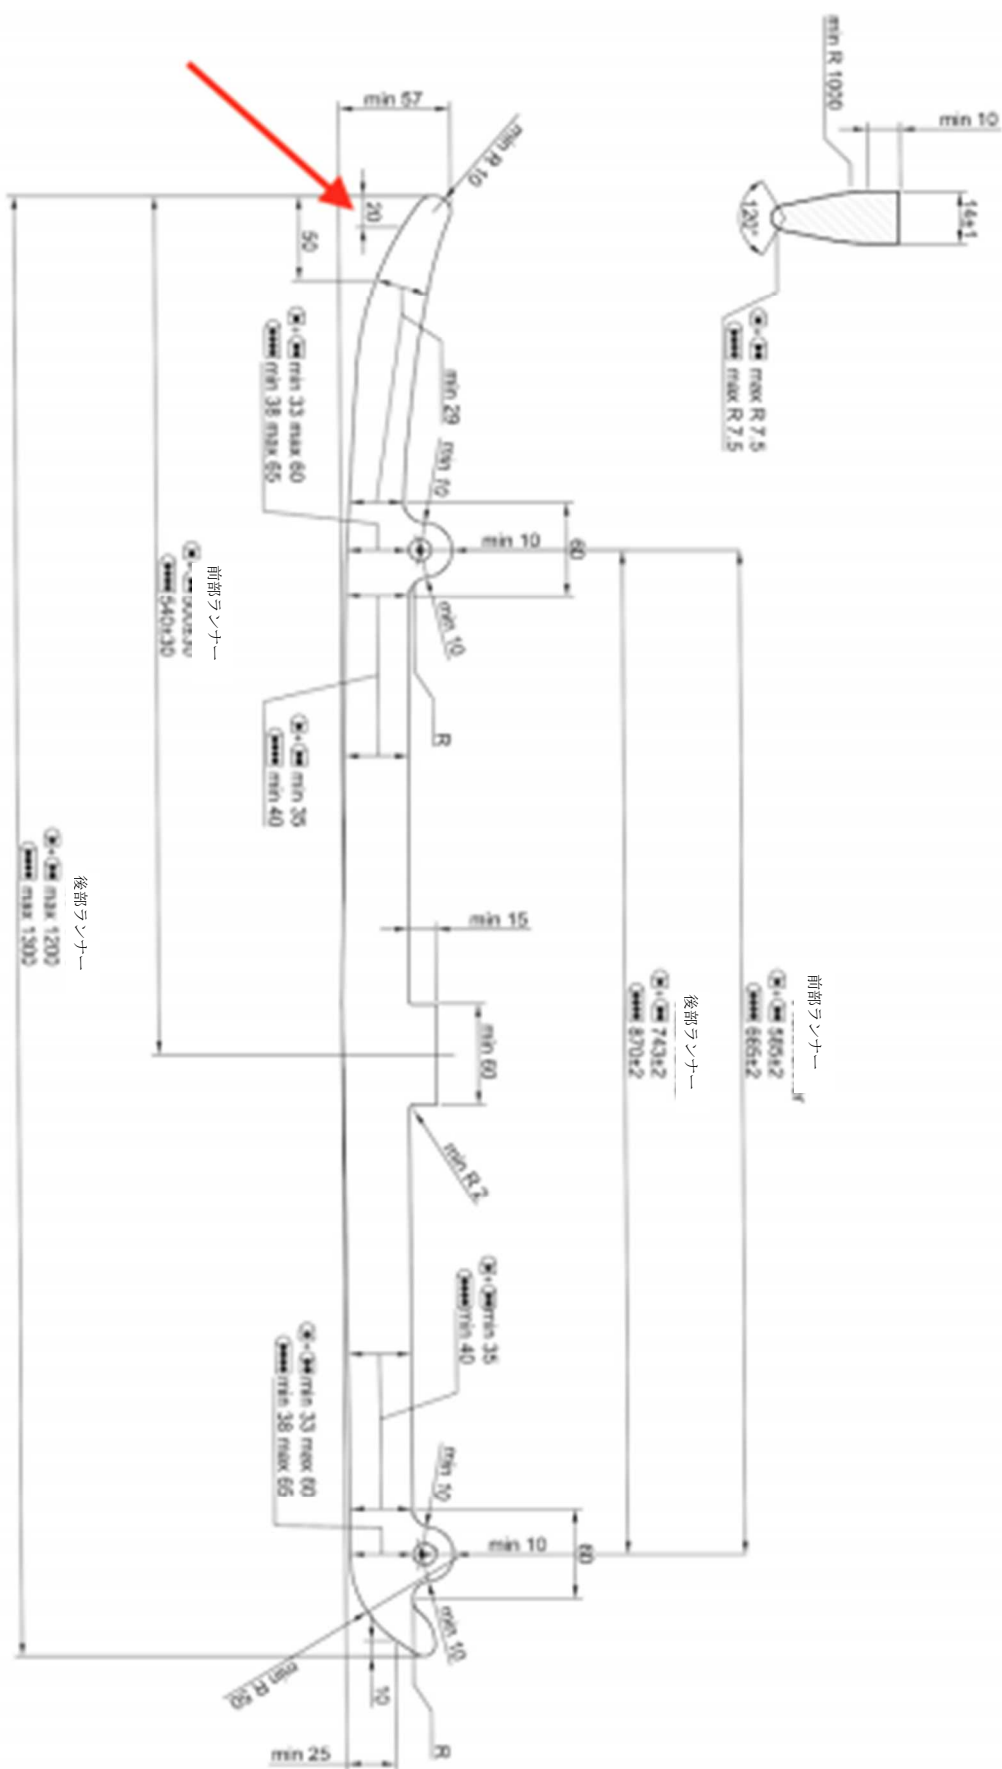 min R 1000
min 10
14±1
120°
max R 7.5
max R 7.5
min 57
min R 10
20
50
min 33 max 60
min 38 max 65
min 29
min 10
min 10
60
min 10
前部ランナー
540±30
R
min 35
min 40
後部ランナー
max 1200
max 1300
min 15
min 60
前部ランナー
585±2
665±2
後部ランナー
743±2
870±2
min R 2
min 35
min 40
min 33 max 60
min 38 max 65
min 10
min 10
60
min 10
min R 50
10
R
min 25